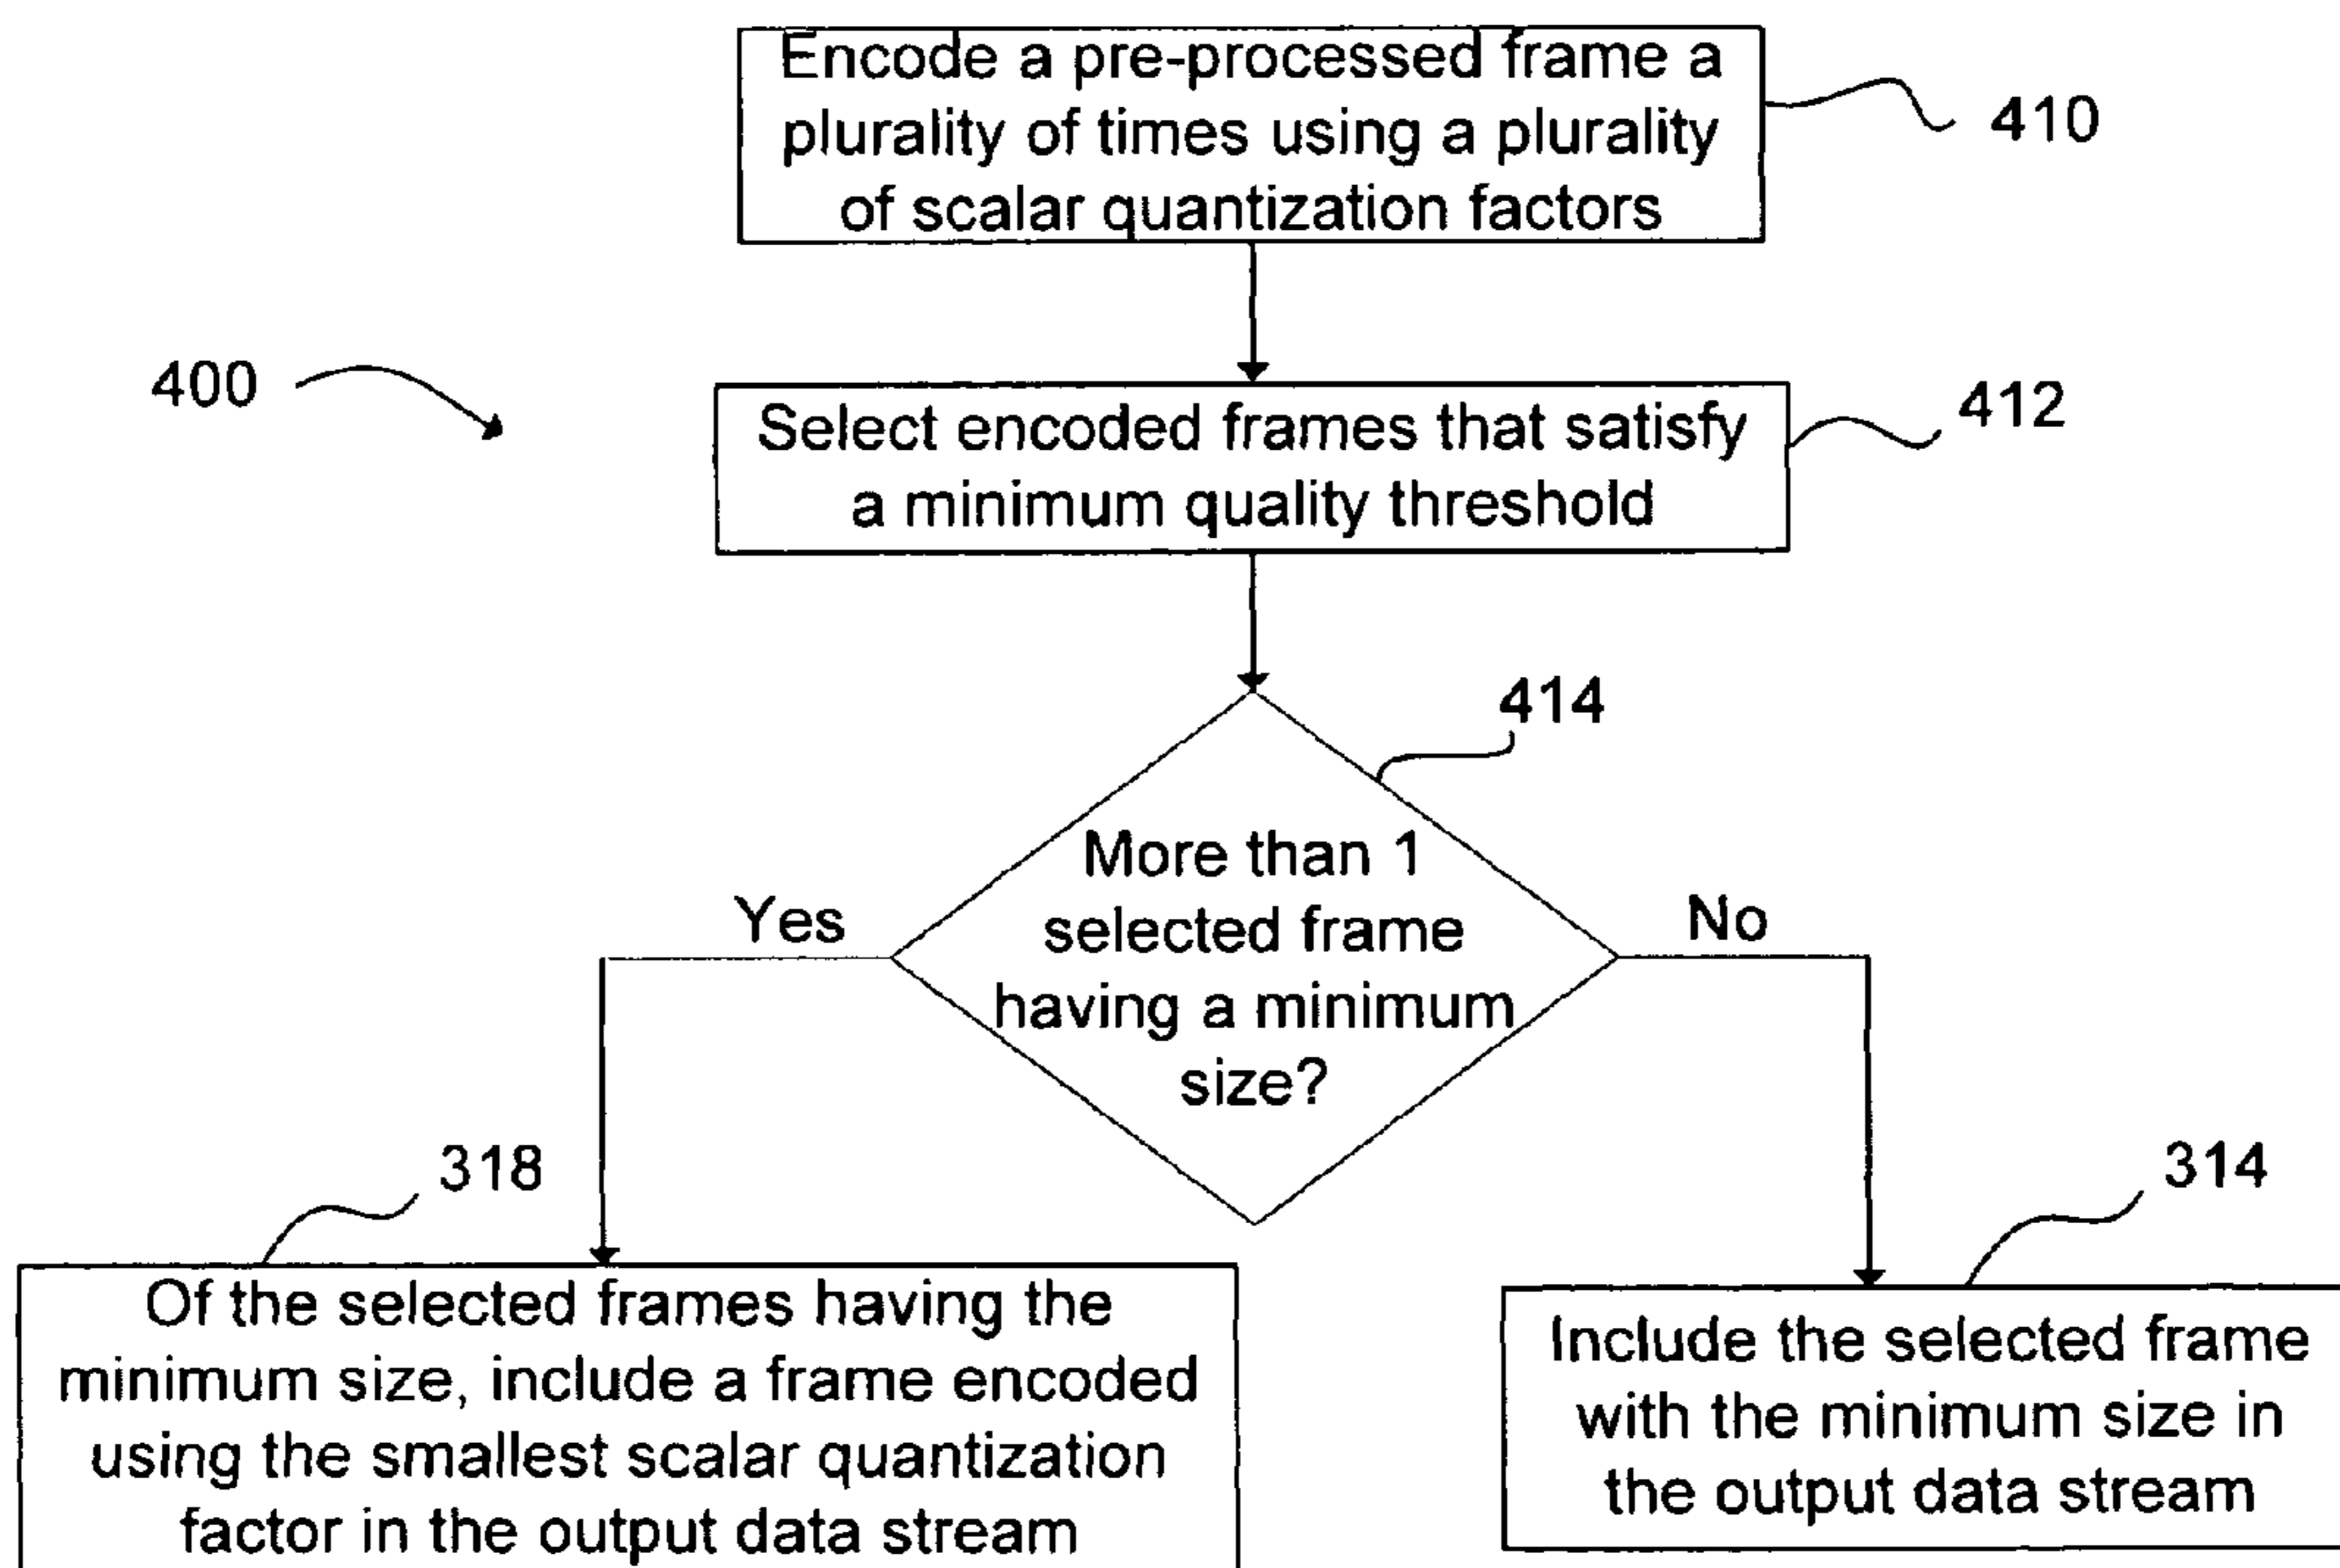 Encode a pre-processed frame a
plurality of times using a plurality
of scalar quantization factors
410
400
Select encoded frames that satisfy
a minimum quality threshold
412
414
More than 1
selected frame
having a minimum
size?
Yes
No
318
Of the selected frames having the
minimum size, include a frame encoded
using the smallest scalar quantization
factor in the output data stream
314
Include the selected frame
with the minimum size in
the output data stream